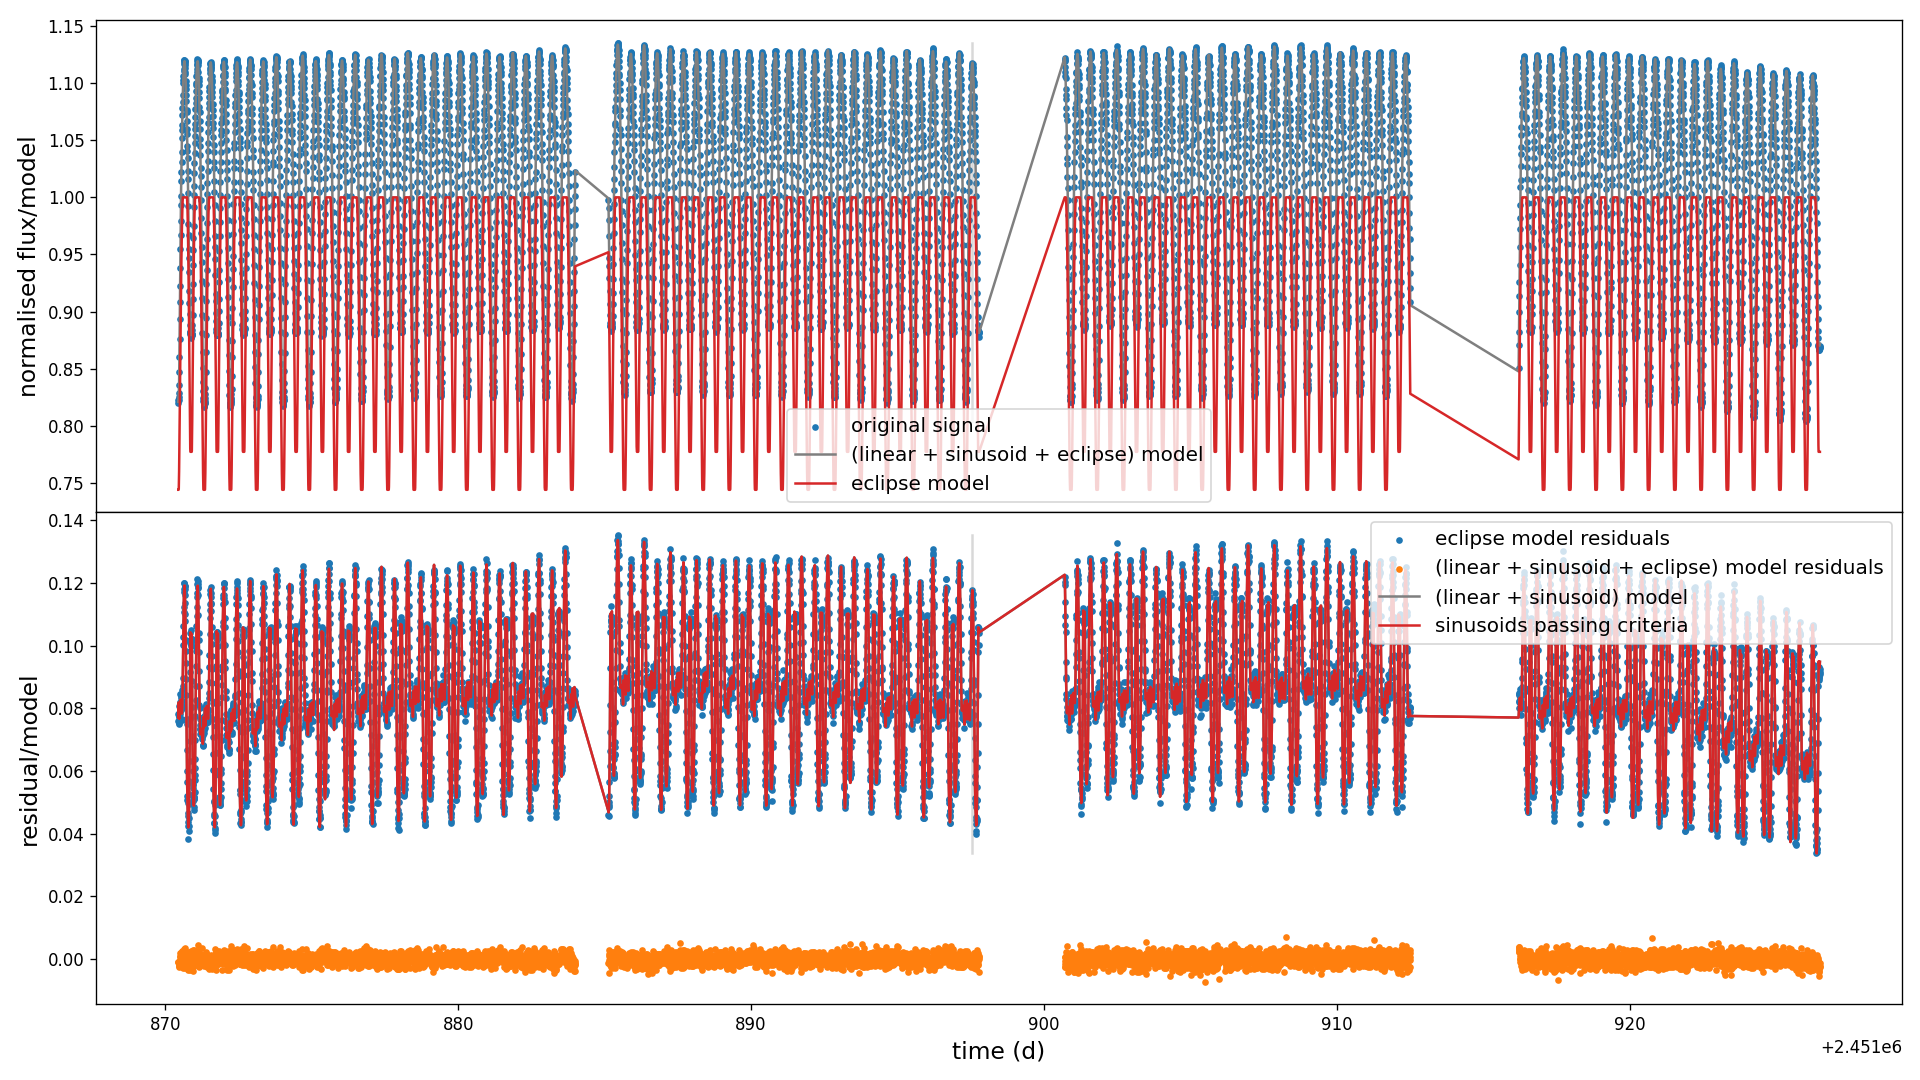 1.15
1.10
1.05
1.00
0.95
0.90
0.85
0.80
0.75
normalised flux/model
original signal
(linear + sinusoid + eclipse) model
eclipse model
0.14
0.12
0.10
0.08
0.06
0.04
0.02
0.00
residual/model
eclipse model residuals
(linear + sinusoid + eclipse) model residuals
(linear + sinusoid) model
sinusoids passing criteria
870 880 890 900 910 920
time (d)
+2.451e6